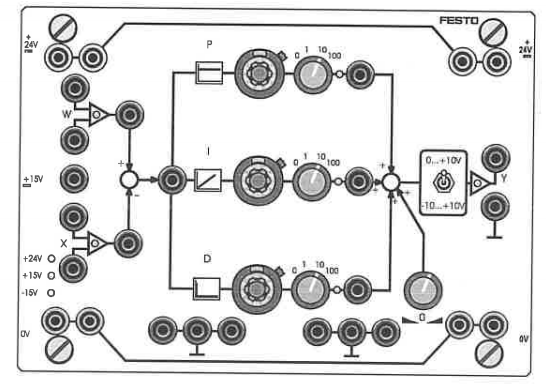 FESTO
+
24V
+
24V
P
0 1 10 100
W
+
I
0 1 10 100
+15V
-
0...+10V
-10...+10V
Y
+
+
+
+
X
D
0 1 10 100
+24V
+15V
-15V
0
0V
0V